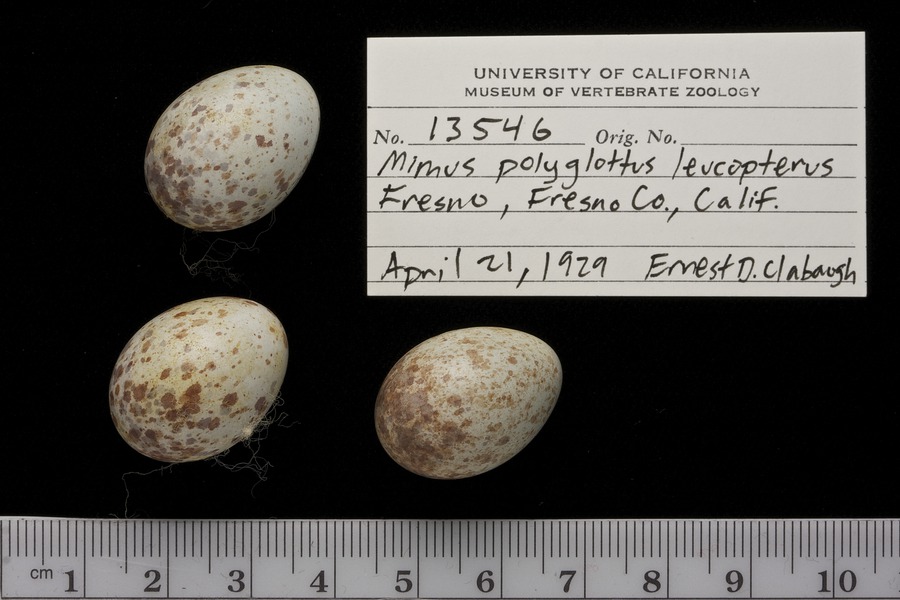 UNIVERSITY OF CALIFORNIA
MUSEUM OF VERTEBRATE ZOOLOGY
No. 13546 Orig. No.
Mimus polyglottus leucopterus
Fresno, Fresno Co., Calif.
April 21, 1929 Ernest D. Clabaugh
cm 1 2 3 4 5 6 7 8 9 10